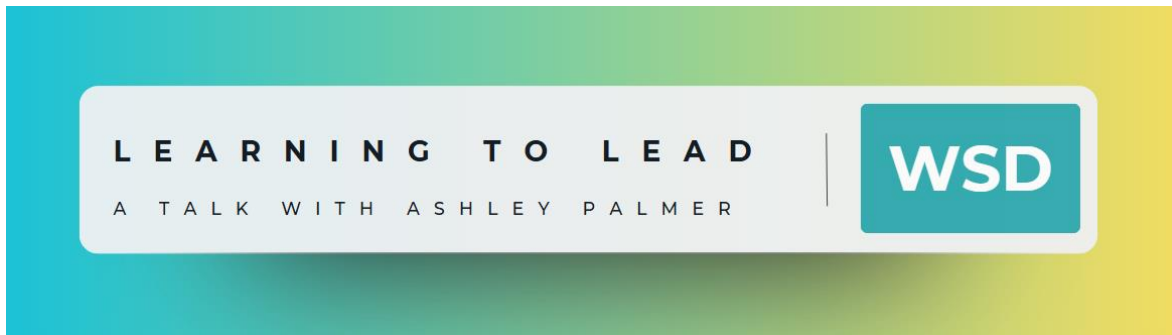 LEARNING TO LEAD
A TALK WITH ASHLEY PALMER
WSD